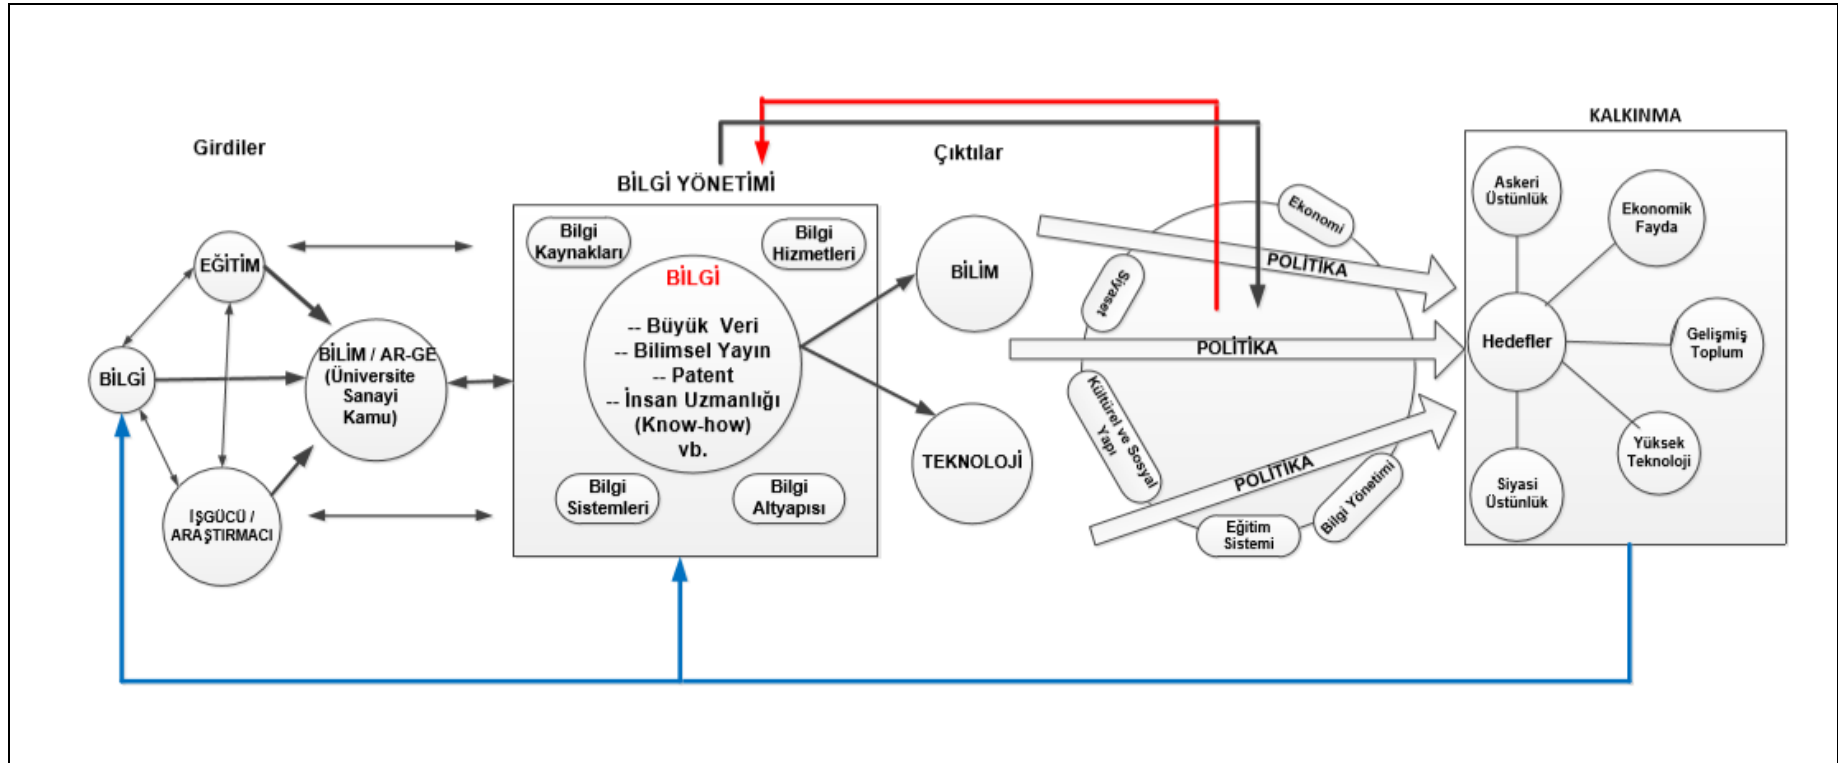 Girdiler
EĞİTİM
BİLGİ
BİLİM / AR-GE
(Üniversite
Sanayi
Kamu)
İŞGÜCÜ /
ARAŞTIRMACI
BİLGİ YÖNETİMİ
Bilgi
Kaynakları
Bilgi
Hizmetleri
BİLGİ
-- Büyük Veri
-- Bilimsel Yayın
-- Patent
-- İnsan Uzmanlığı
(Know-how)
vb.
Bilgi
Sistemleri
Bilgi
Altyapısı
Çıktılar
BİLİM
TEKNOLOJİ
Ekonomi
Siyaset
Kültürel ve Sosyal
Yapı
Eğitim
Sistemi
Bilgi Yönetimi
POLİTİKA
POLİTİKA
POLİTİKA
KALKINMA
Askeri
Üstünlük
Ekonomik
Fayda
Hedefler
Gelişmiş
Toplum
Yüksek
Teknoloji
Siyasi
Üstünlük